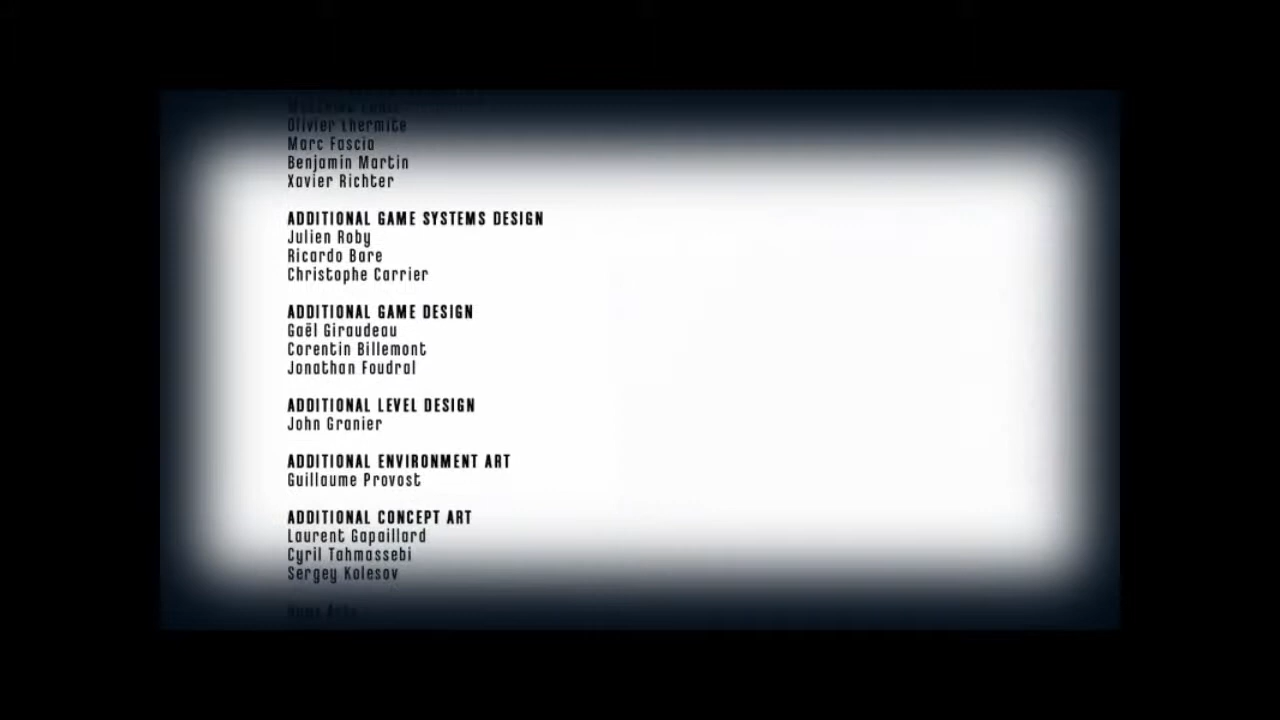 Olivier Lhermite
Marc Fascia
Benjamin Martin
Xavier Richter
ADDITIONAL GAME SYSTEMS DESIGN
Julien Roby
Ricardo Bare
Christophe Carrier
ADDITIONAL GAME DESIGN
Gaël Giraudeau
Corentin Billemont
Jonathan Foudral
ADDITIONAL LEVEL DESIGN
John Granier
ADDITIONAL ENVIRONMENT ART
Guillaume Provost
ADDITIONAL CONCEPT ART
Laurent Gapaillard
Cyril Tahmassebi
Sergey Kolesov